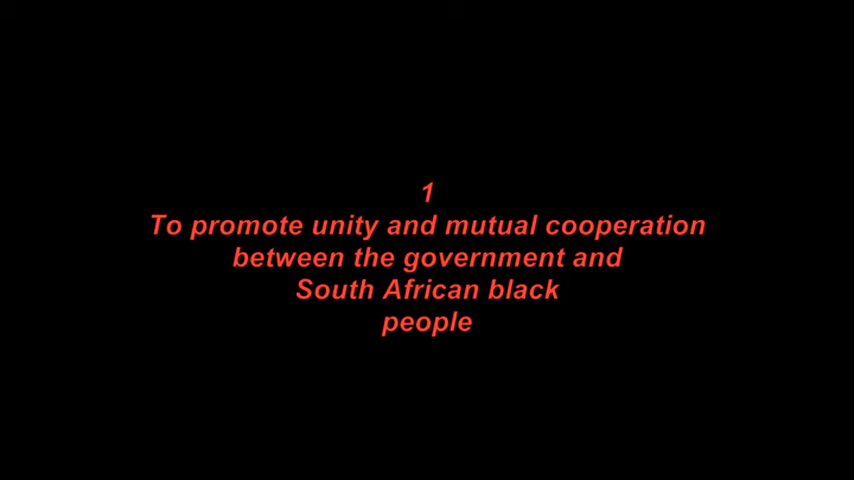 1
To promote unity and mutual cooperation
between the government and
South African black
people